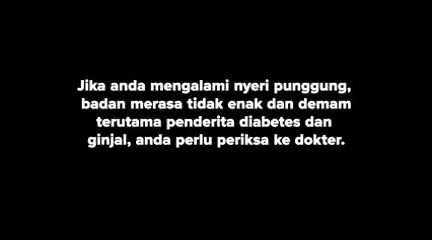 Jika anda mengalami nyeri punggung,
badan merasa tidak enak dan demam
terutama penderita diabetes dan
ginjal, anda perlu periksa ke dokter.